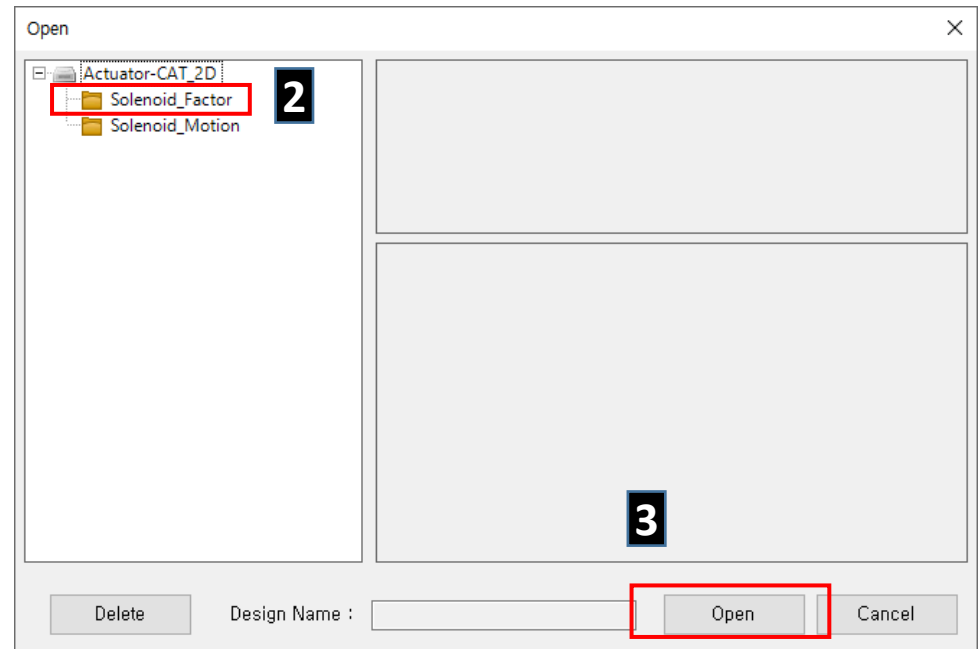 Open
Actuator-CAT_2D
Solenoid_Factor
2
Solenoid_Motion
3
Delete
Design Name :
Open
Cancel